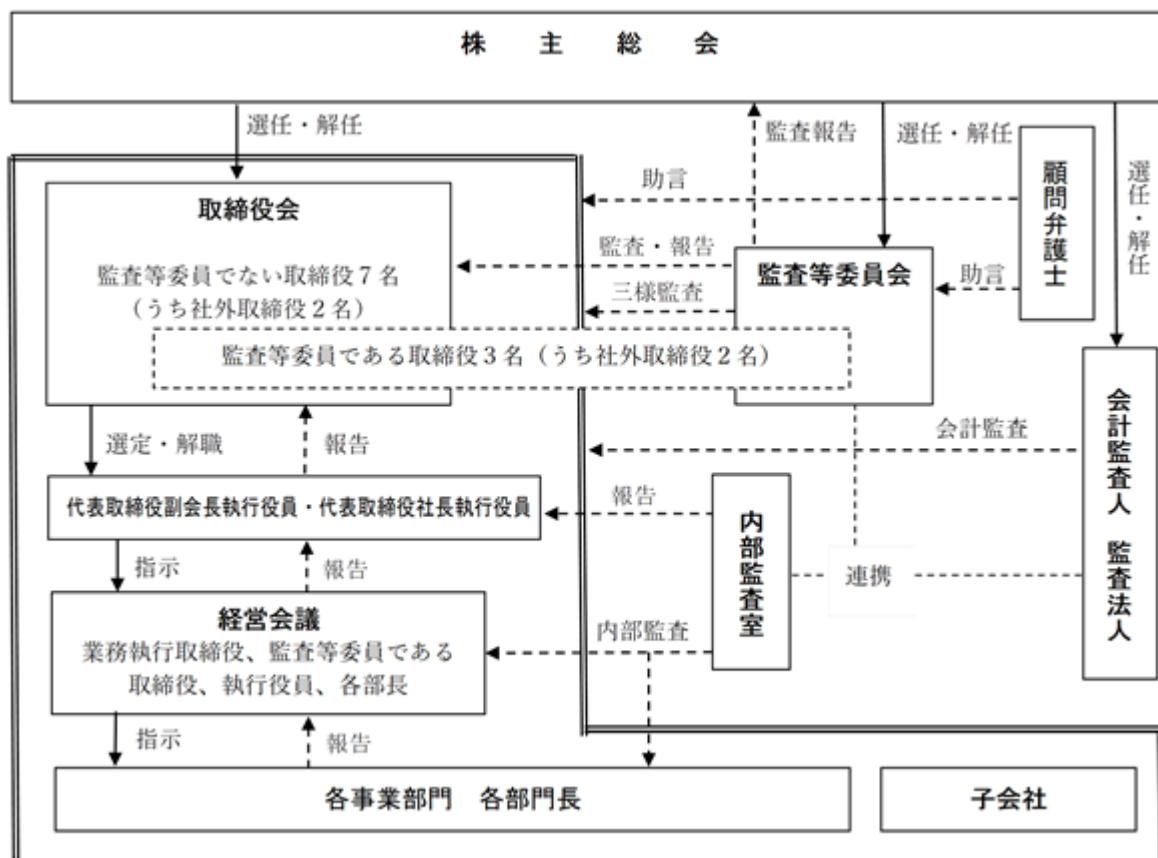 株　主　総　会
選任・解任
監査報告
選任・解任
選任・解任
顧問弁護士
助言
取締役会
監査等委員でない取締役７名
（うち社外取締役２名）
監査・報告
監査等委員会
助言
三様監査
監査等委員である取締役３名（うち社外取締役２名）
選定・解職
報告
会計監査
会計監査人　監査法人
代表取締役副会長執行役員・代表取締役社長執行役員
報告
内部監査室
連携
指示
報告
経営会議
業務執行取締役、監査等委員である
取締役、執行役員、各部長
内部監査
指示
報告
各事業部門　各部門長
子会社